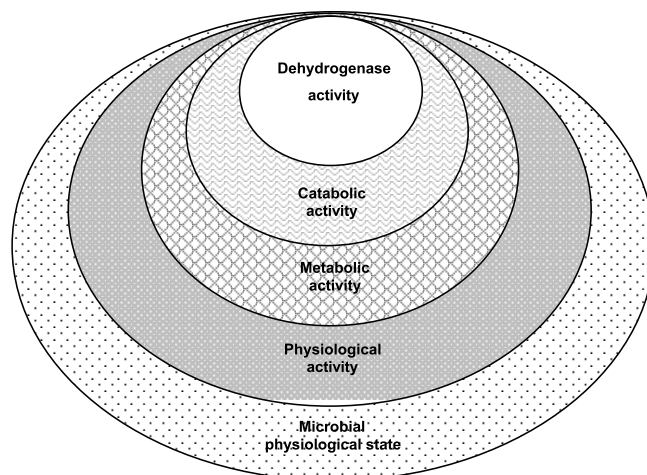 Dehydrogenase
activity
Catabolic
activity
Metabolic
activity
Physiological
activity
Microbial
physiological state